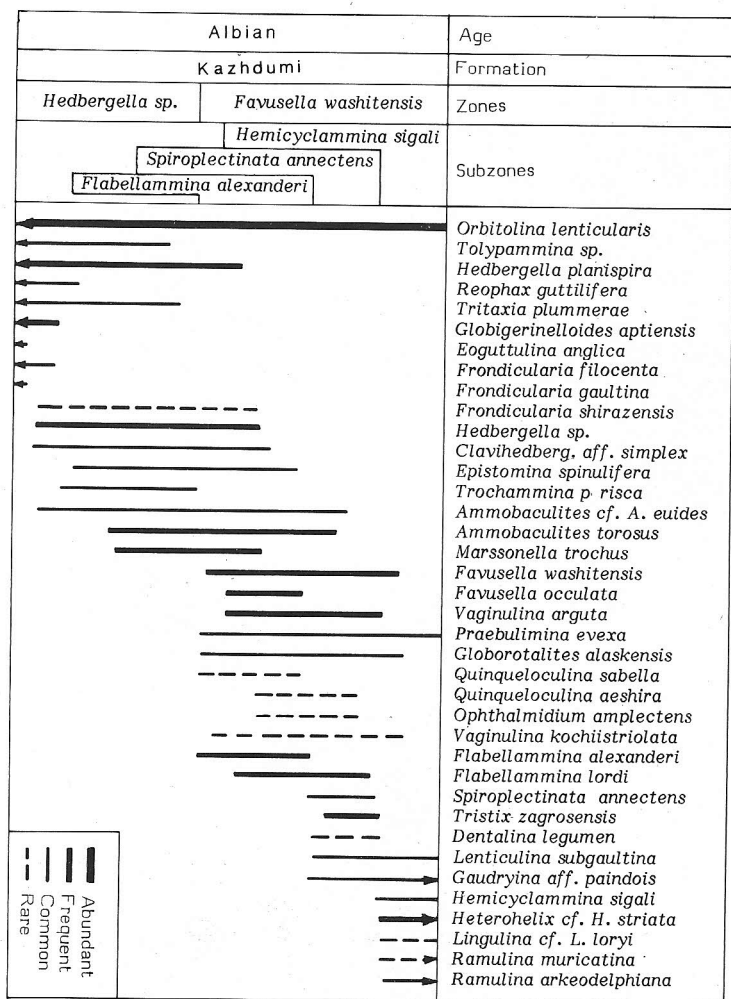 Albian Age
Kazhdumi Formation
Hedbergella sp. Favusella washitensis Zones
Hemicyclammina sigali
Spiroplectinata annectens
Subzones
Flabellammina alexanderi
Orbitolina lenticularis
Tolypammina sp.
Hedbergella planispira
Reophax guttilifera
Tritaxia plummerae
Globigerinelloides aptiensis
Eoguttulina anglica
Frondicularia filocenta
Frondicularia gaultina
Frondicularia shirazensis
Hedbergella sp.
Clavihedberg. aff. simplex
Epistomina spinulifera
Trochammina p risca
Ammobaculites cf. A. euides
Ammobaculites torosus
Marssonella trochus
Favusella washitensis
Favusella occulata
Vaginulina arguta
Praebulimina evexa
Globorotalites alaskensis
Quinqueloculina sabella
Quinqueloculina aeshira
Ophthalmidium amplectens
Vaginulina kochiistriolata
Flabellammina alexanderi
Flabellammina lordi
Spiroplectinata annectens
Tristix zagrosensis
Dentalina legumen
Lenticulina subgaultina
Gaudryina aff. paindois
Hemicyclammina sigali
Heterohelix cf. H. striata
Lingulina cf. L. loryi
Ramulina muricatina
Ramulina arkeodelphiana
Abundant
Frequent
Common
Rare